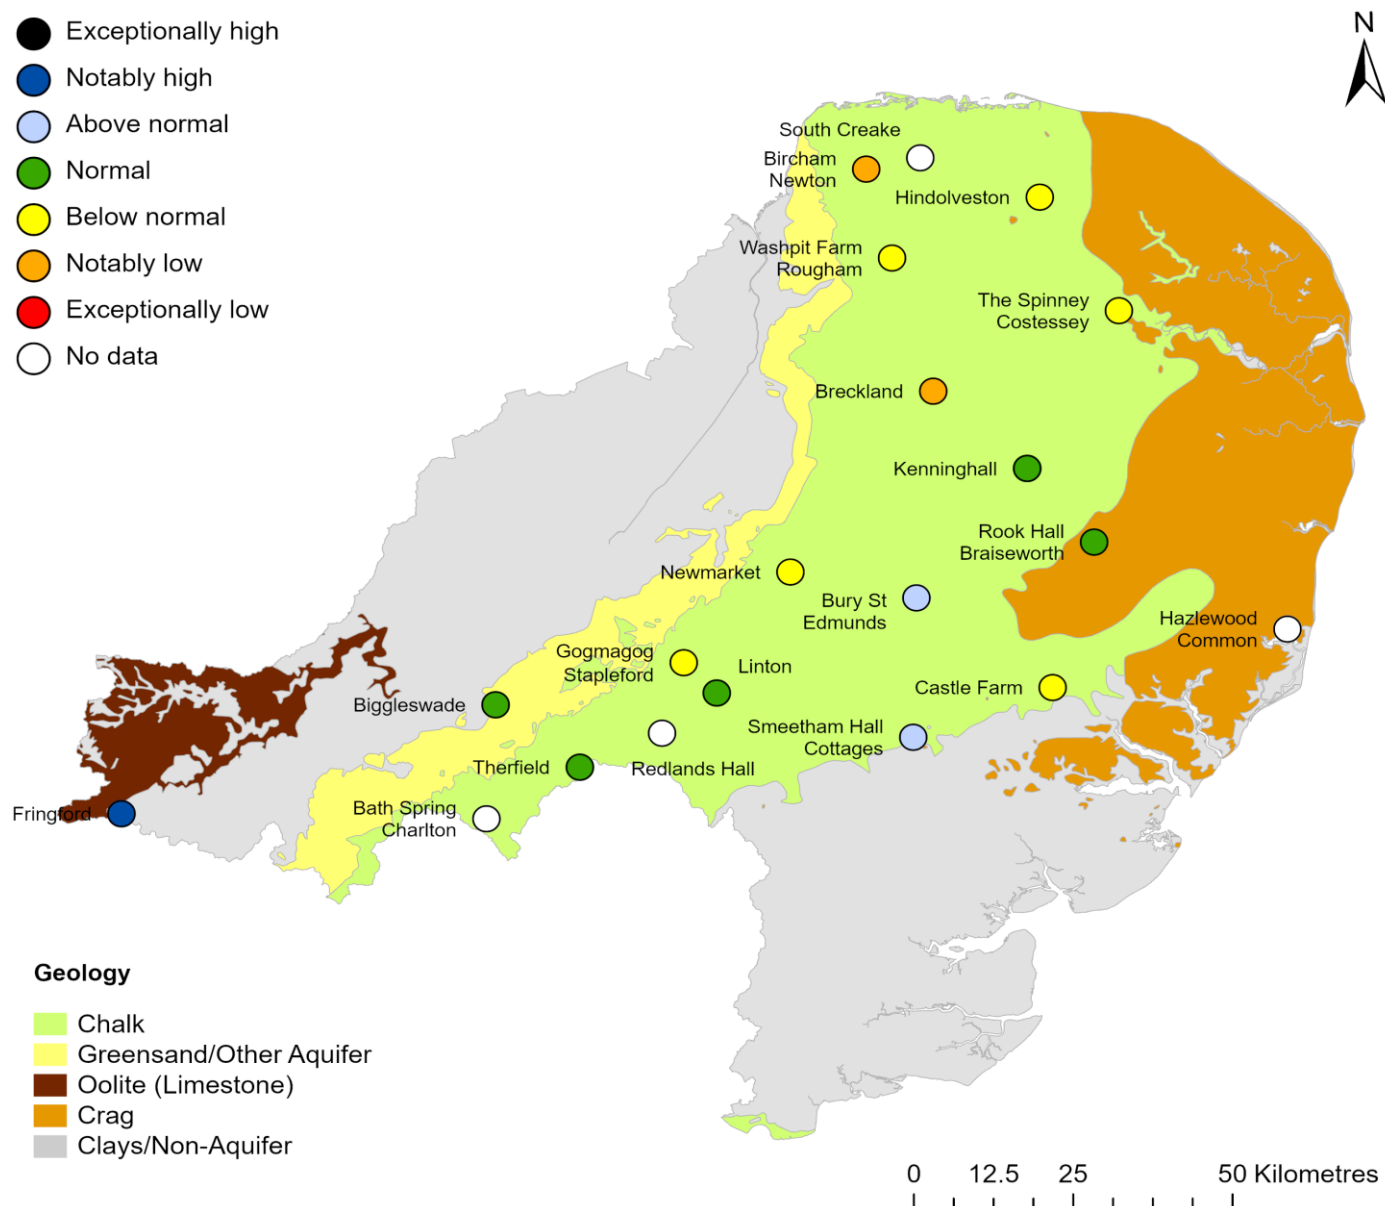 Exceptionally high
Notably high
Above normal
Normal
Below normal
Notably low
Exceptionally low
No data
N
South Creake
Bircham
Newton
Hindolveston
Washpit Farm
Rougham
The Spinney
Costessey
Breckland
Kenninghall
Rook Hall
Braiseworth
Newmarket
Bury St
Edmunds
Hazlewood
Common
Gogmagog
Stapleford
Linton
Castle Farm
Biggleswade
Smeetham Hall
Cottages
Therfield
Redlands Hall
Bath Spring
Charlton
Fringford
Geology
Chalk
Greensand/Other Aquifer
Oolite (Limestone)
Crag
Clays/Non-Aquifer
0 12.5 25 50 Kilometres